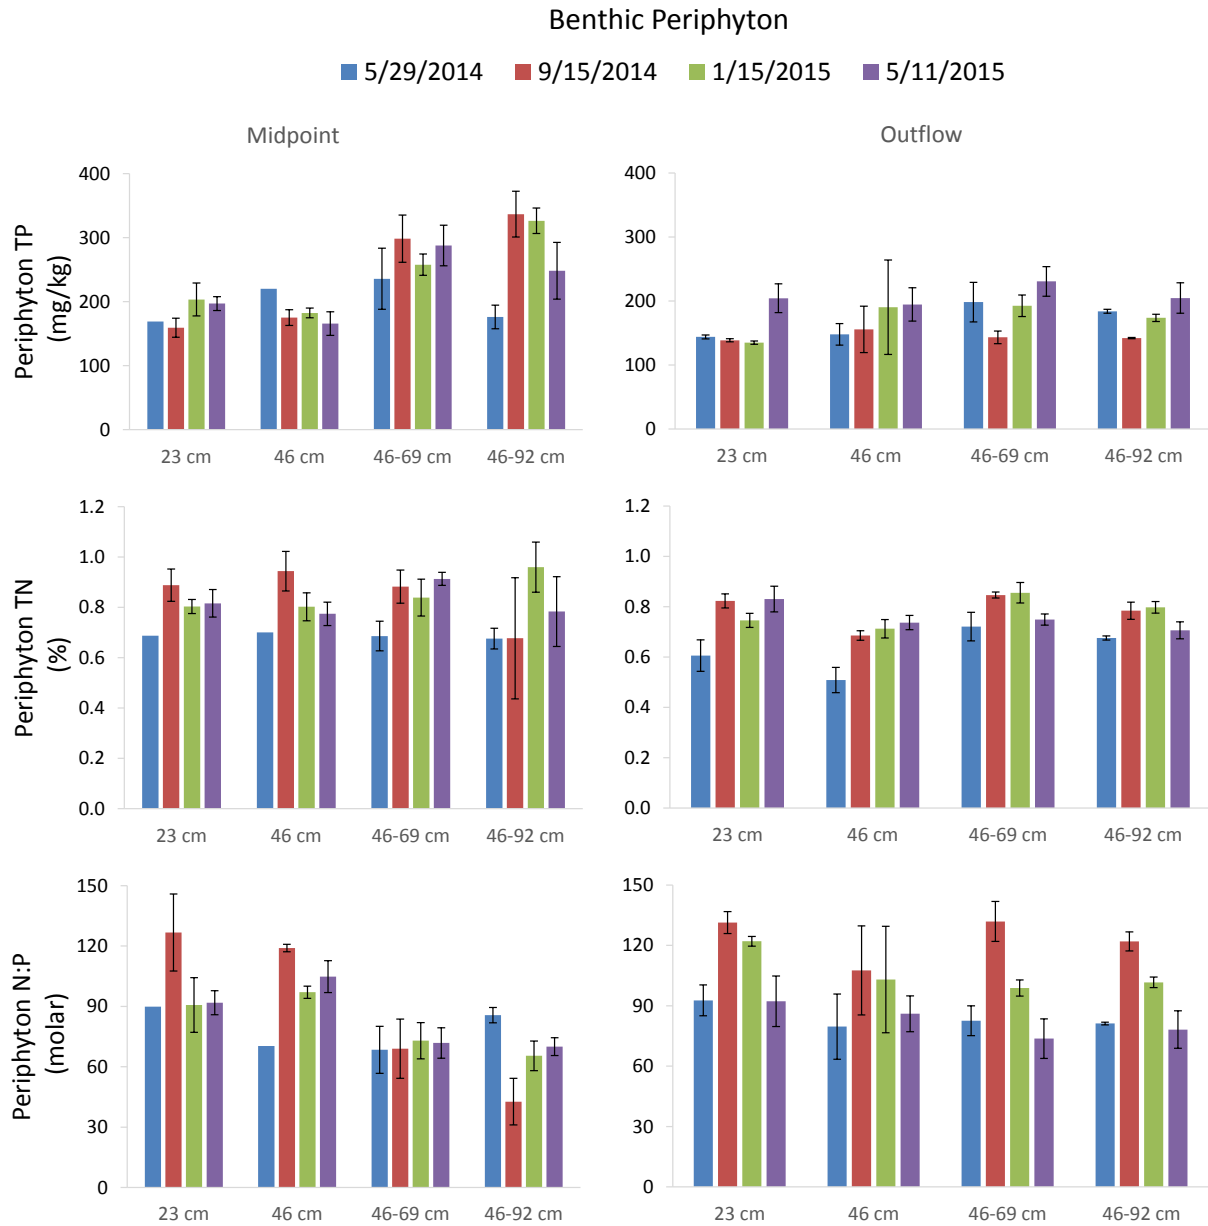 Benthic Periphyton
5/29/2014 9/15/2014 1/15/2015 5/11/2015
Midpoint Outflow
Periphyton TP
(mg/kg)
400
300
200
100
0
23 cm 46 cm 46-69 cm 46-92 cm
400
300
200
100
0
23 cm 46 cm 46-69 cm 46-92 cm
Periphyton TN
(%)
1.2
1.0
0.8
0.6
0.4
0.2
0.0
23 cm 46 cm 46-69 cm 46-92 cm
1.2
1.0
0.8
0.6
0.4
0.2
0.0
23 cm 46 cm 46-69 cm 46-92 cm
Periphyton N:P
(molar)
150
120
90
60
30
0
23 cm 46 cm 46-69 cm 46-92 cm
150
120
90
60
30
0
23 cm 46 cm 46-69 cm 46-92 cm